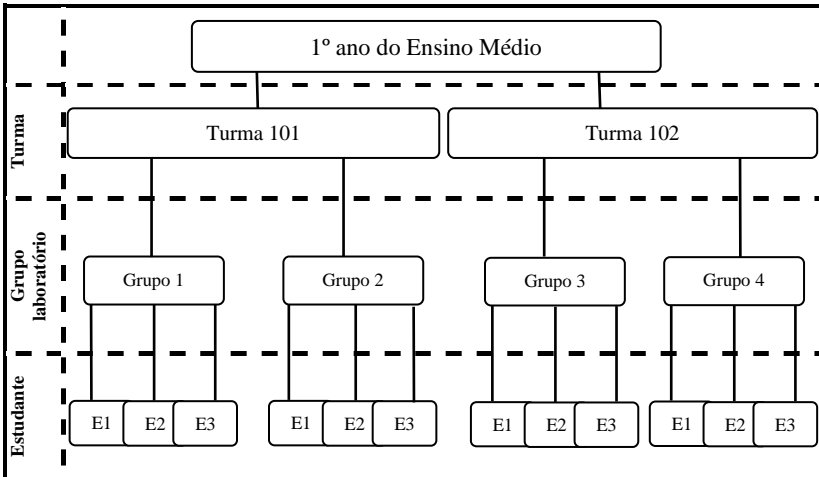 1º ano do Ensino Médio
Turma
Turma 101
Turma 102
Grupo
laboratório
Grupo 1
Grupo 2
Grupo 3
Grupo 4
Estudante
E1
E2
E3
E1
E2
E3
E1
E2
E3
E1
E2
E3